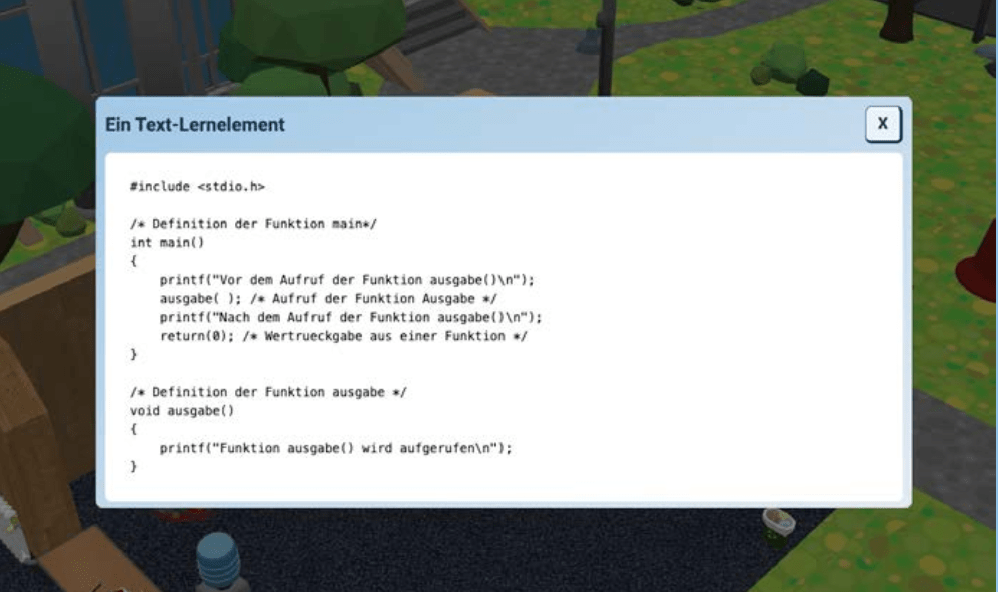 Ein Text-Lernelement
X
#include <stdio.h>
/* Definition der Funktion main*/
int main()
{
    printf("Vor dem Aufruf der Funktion ausgabe()\n");
    ausgabe( ); /* Aufruf der Funktion Ausgabe */
    printf("Nach dem Aufruf der Funktion ausgabe()\n");
    return(0); /* Wertrueckgabe aus einer Funktion */
}
/* Definition der Funktion ausgabe */
void ausgabe()
{
    printf("Funktion ausgabe() wird aufgerufen\n");
}